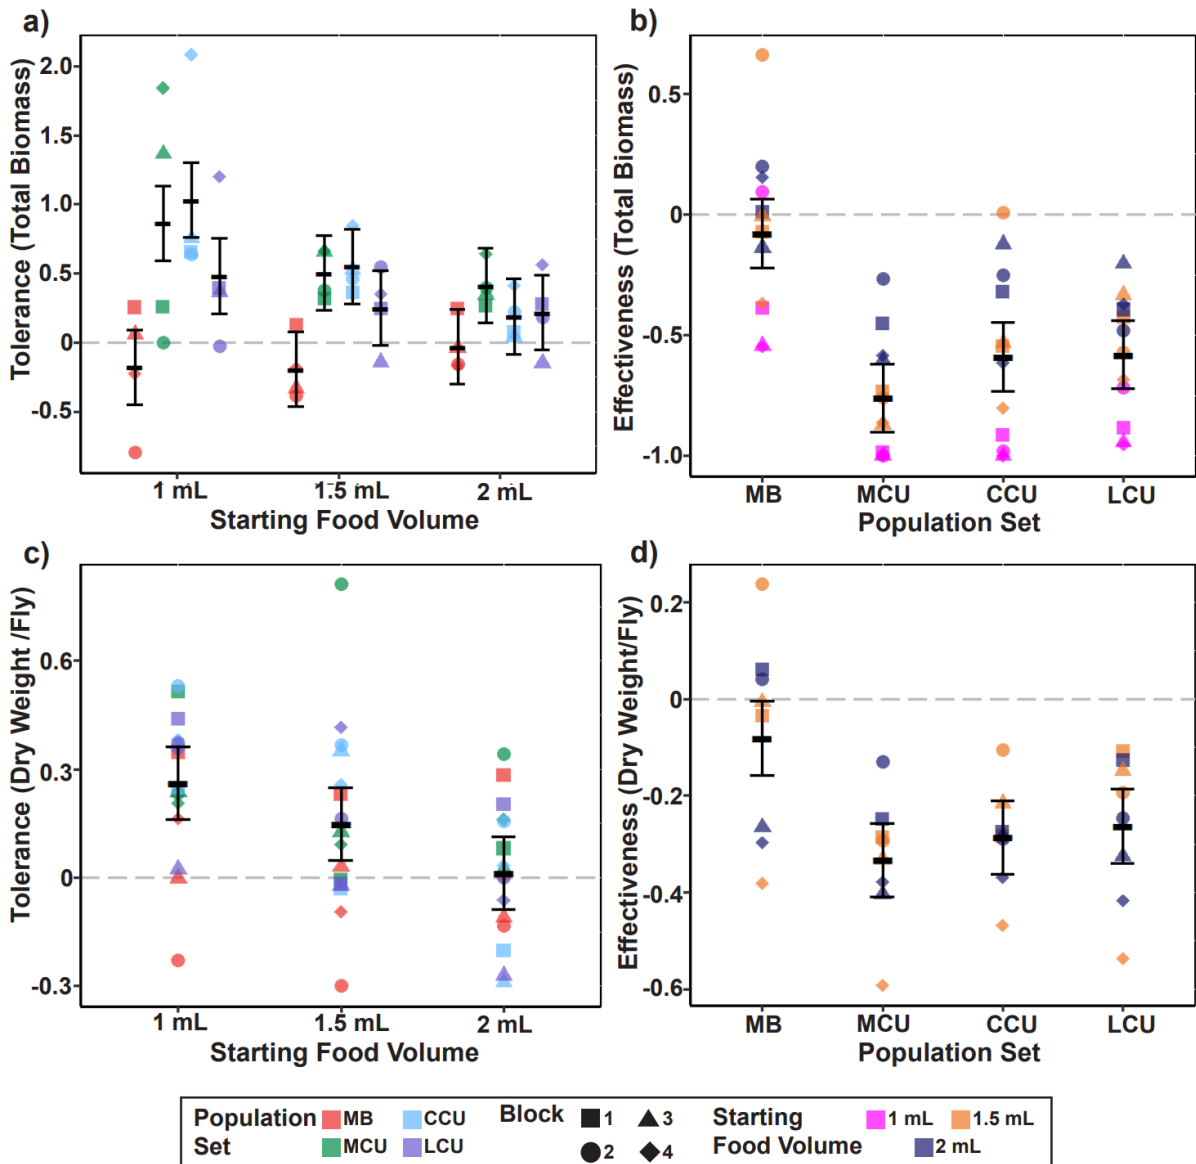 a)
Tolerance (Total Biomass)
2.0
1.5
1.0
0.5
0
-0.5
1 mL 1.5 mL 2 mL
Starting Food Volume
b)
Effectiveness (Total Biomass)
0.5
0
-0.5
-1.0
MB MCU CCU LCU
Population Set
c)
Tolerance (Dry Weight /Fly)
0.6
0.3
0
-0.3
1 mL 1.5 mL 2 mL
Starting Food Volume
d)
Effectiveness (Dry Weight/Fly)
0.2
0
-0.2
-0.4
-0.6
MB MCU CCU LCU
Population Set
Population Set
MB CCU
MCU LCU
Block
1 3
2 4
Starting Food Volume
1 mL 1.5 mL
2 mL